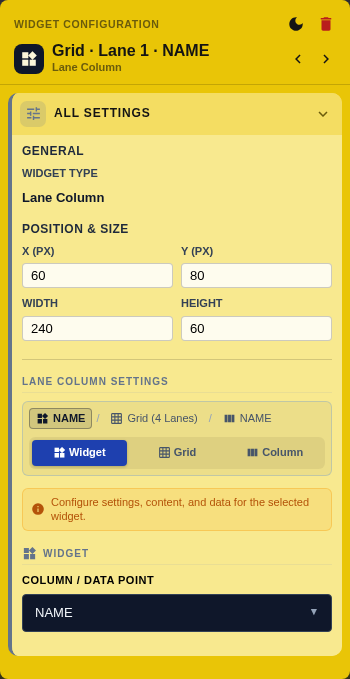 WIDGET CONFIGURATION
Grid · Lane 1 · NAME
Lane Column
ALL SETTINGS
GENERAL
WIDGET TYPE
Lane Column
POSITION & SIZE
X (PX) Y (PX)
60 80
WIDTH HEIGHT
240 60
LANE COLUMN SETTINGS
NAME / Grid (4 Lanes) / NAME
Widget Grid Column
Configure settings, content, and data for the selected
widget.
WIDGET
COLUMN / DATA POINT
NAME